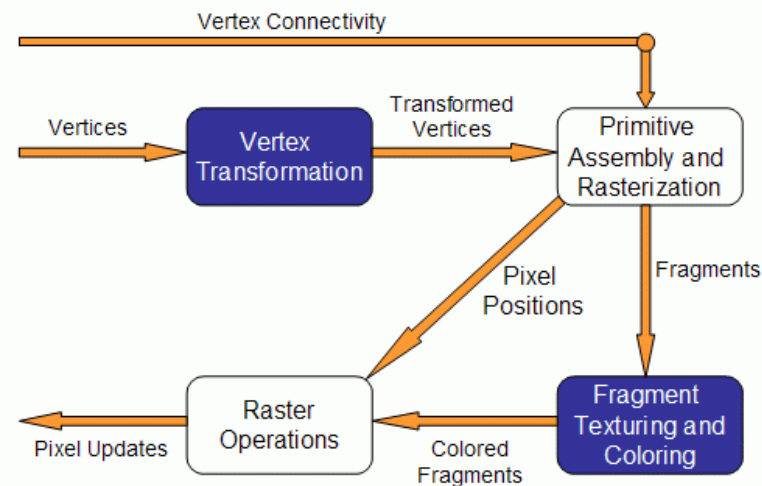 Vertex Connectivity
Vertices
Vertex
Transformation
Transformed
Vertices
Primitive
Assembly and
Rasterization
Pixel
Positions
Fragments
Pixel Updates
Raster
Operations
Colored
Fragments
Fragment
Texturing and
Coloring